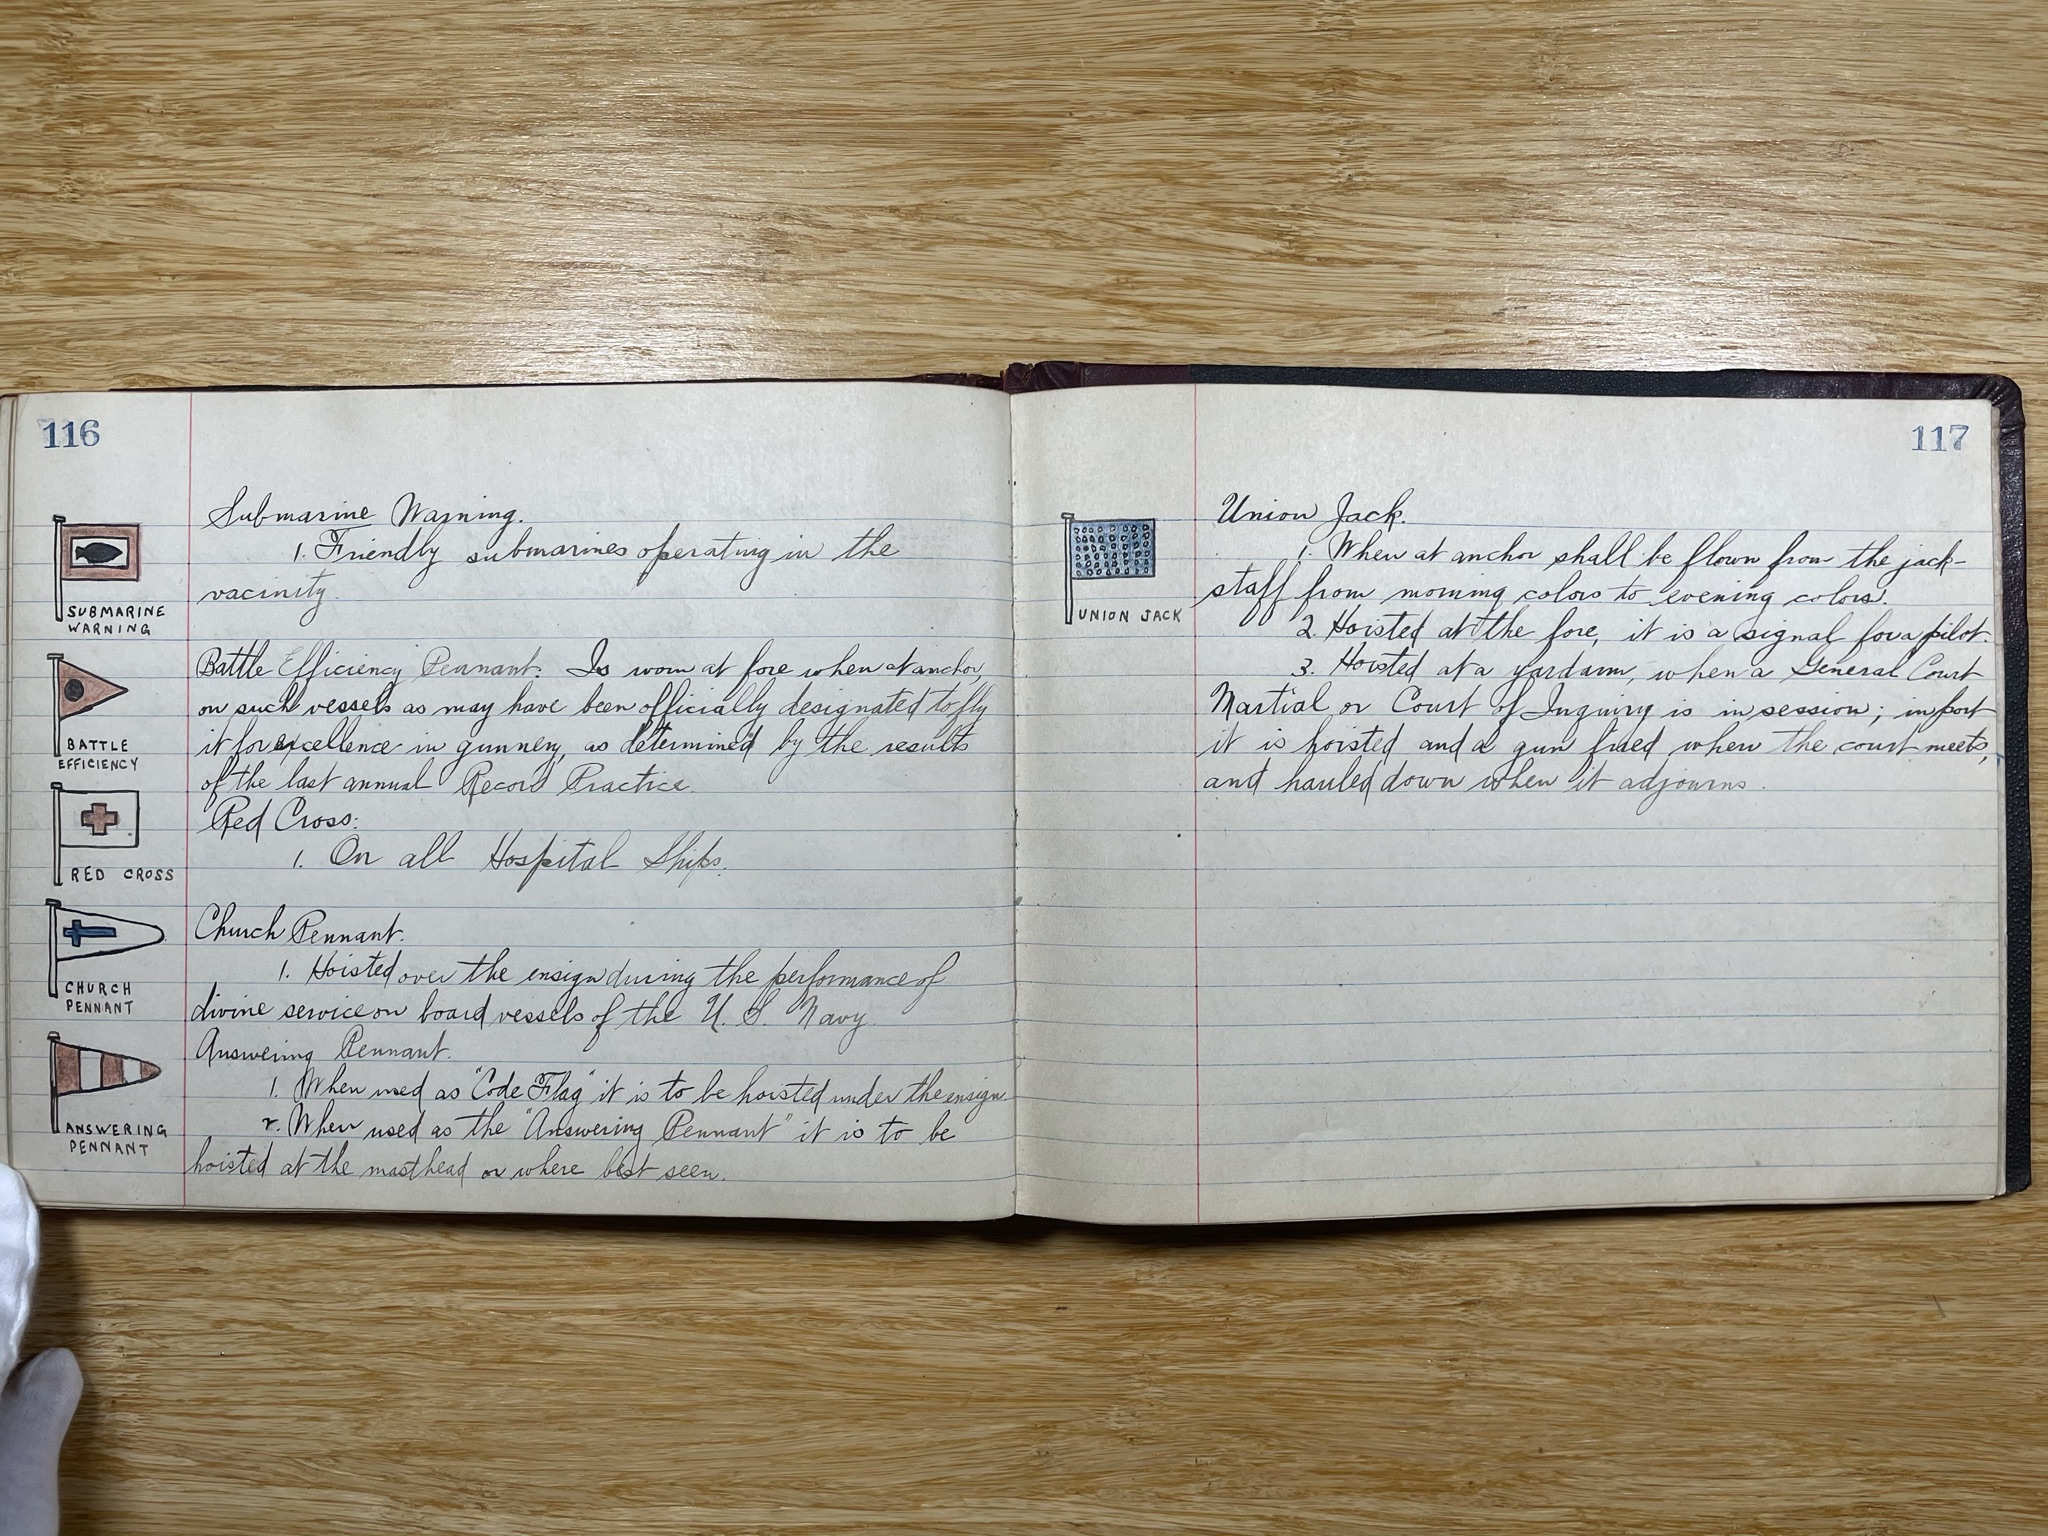 116
SUBMARINE
WARNING
BATTLE
EFFICIENCY
RED CROSS
CHURCH
PENNANT
ANSWERING
PENNANT
Submarine Warning.
1. Friendly submarines operating in the
vacinity.
Battle Efficiency Pennant. Is worn at fore when at anchor,
on such vessels as may have been officially designated to fly
it for excellence in gunnery, as determined by the results
of the last annual Record Practice.
Red Cross:
1. On all Hospital Ships.
Church Pennant.
1. Hoisted over the ensign during the performance of
divine service on board vessels of the U. S. Navy.
Answering Pennant.
1. When used as "Code Flag" it is to be hoisted under the ensign
2. When used as the "Answering Pennant" it is to be
hoisted at the masthead or where best seen.
117
UNION JACK
Union Jack.
1. When at anchor shall be flown from the jack-
staff from morning colors to evening colors.
2. Hoisted at the fore, it is a signal for a pilot.
3. Hoisted at a yardarm, when a General Court
Martial or Court of Inquiry is in session; in port
it is hoisted and a gun fired when the court meets,
and hauled down when it adjourns.